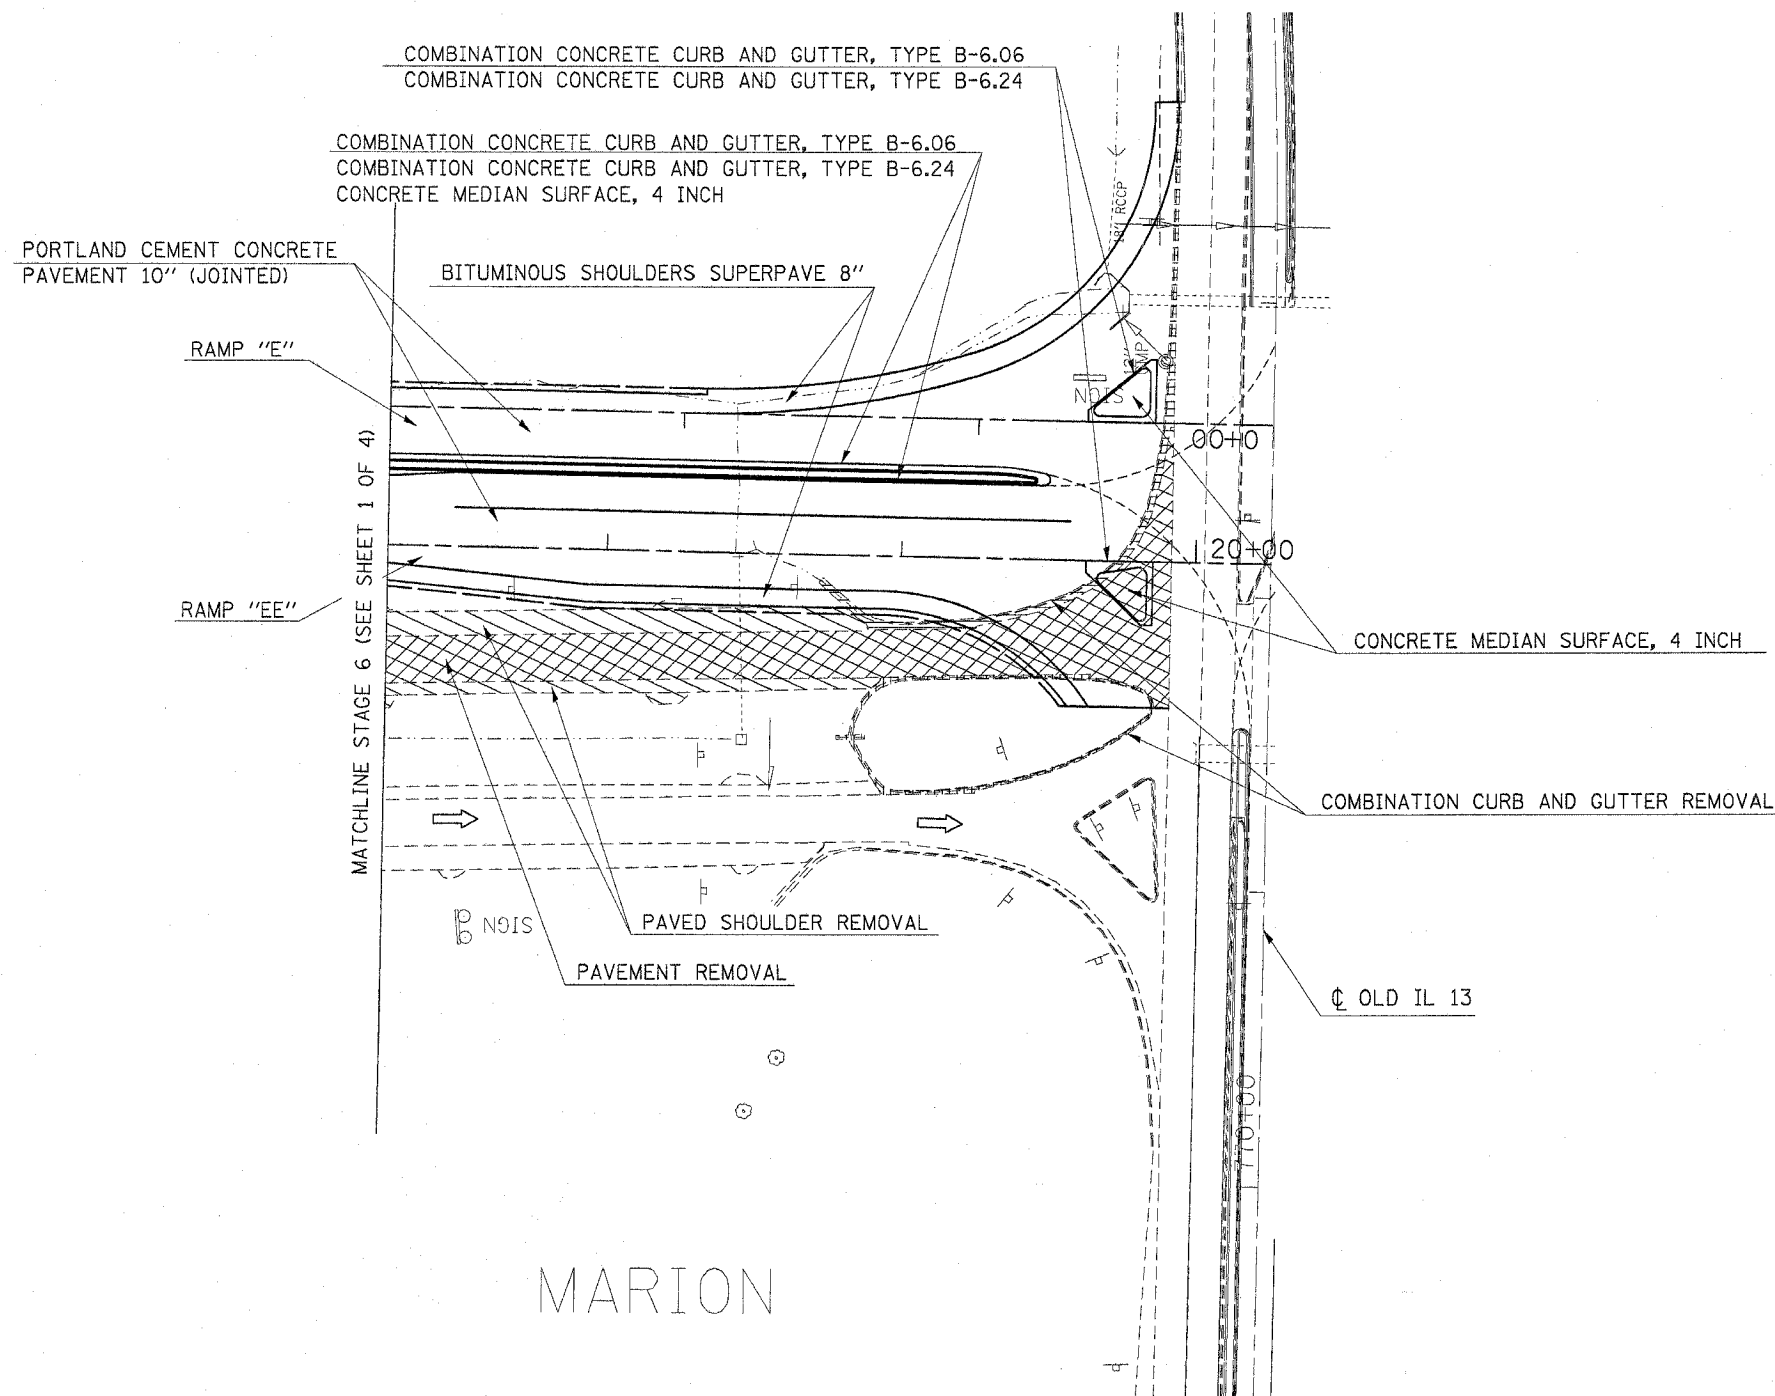 COMBINATION CONCRETE CURB AND GUTTER, TYPE B-6.06
COMBINATION CONCRETE CURB AND GUTTER, TYPE B-6.24
COMBINATION CONCRETE CURB AND GUTTER, TYPE B-6.06
COMBINATION CONCRETE CURB AND GUTTER, TYPE B-6.24
CONCRETE MEDIAN SURFACE, 4 INCH
PORTLAND CEMENT CONCRETE
PAVEMENT 10" (JOINTED)
BITUMINOUS SHOULDERS SUPERPAVE 8"
18" RCCP
RAMP "E"
SIGN
00+0
MATCHLINE STAGE 6 (SEE SHEET 1 OF 4)
20+00
RAMP "EE"
CONCRETE MEDIAN SURFACE, 4 INCH
COMBINATION CURB AND GUTTER REMOVAL
SIGN
PAVED SHOULDER REMOVAL
PAVEMENT REMOVAL
℄ OLD IL 13
MARION